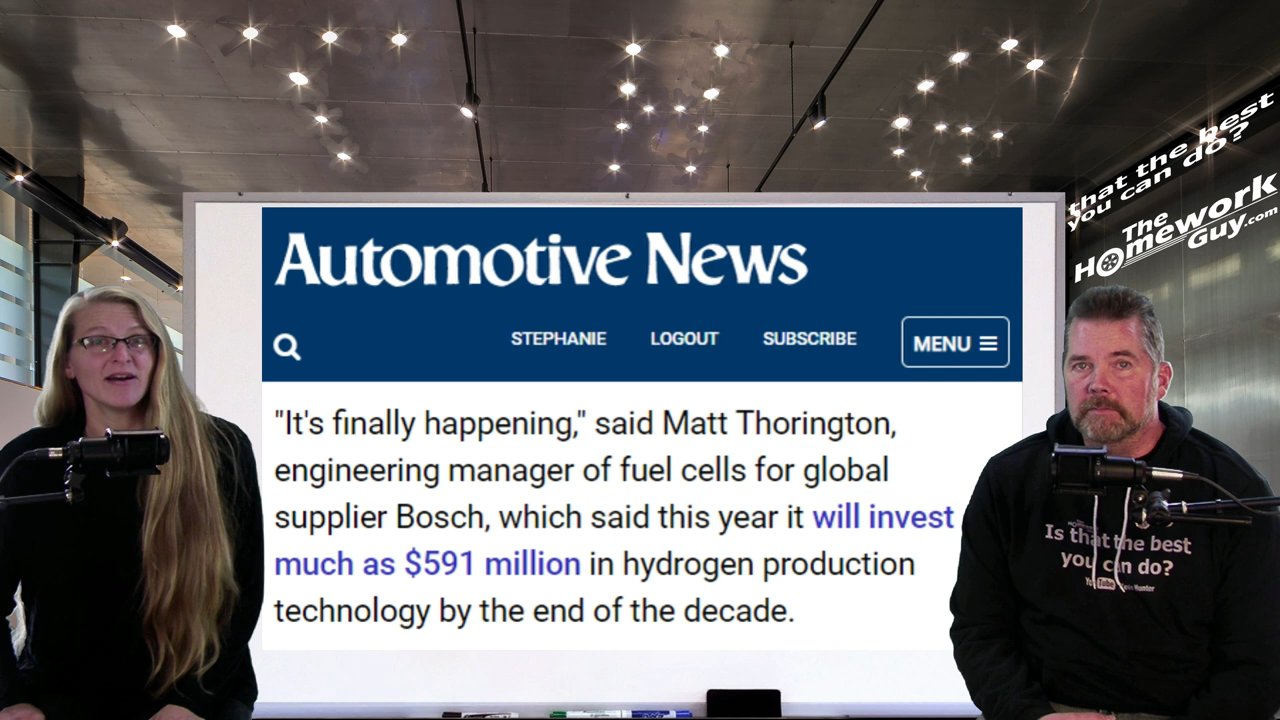 that the best
you can do?
The
Homework
Guy.com
Automotive News
STEPHANIE LOGOUT SUBSCRIBE MENU
"It's finally happening," said Matt Thorington,
engineering manager of fuel cells for global
supplier Bosch, which said this year it will invest
much as $591 million in hydrogen production
technology by the end of the decade.
Is that the best
you can do?
YouTube Kevin Hunter